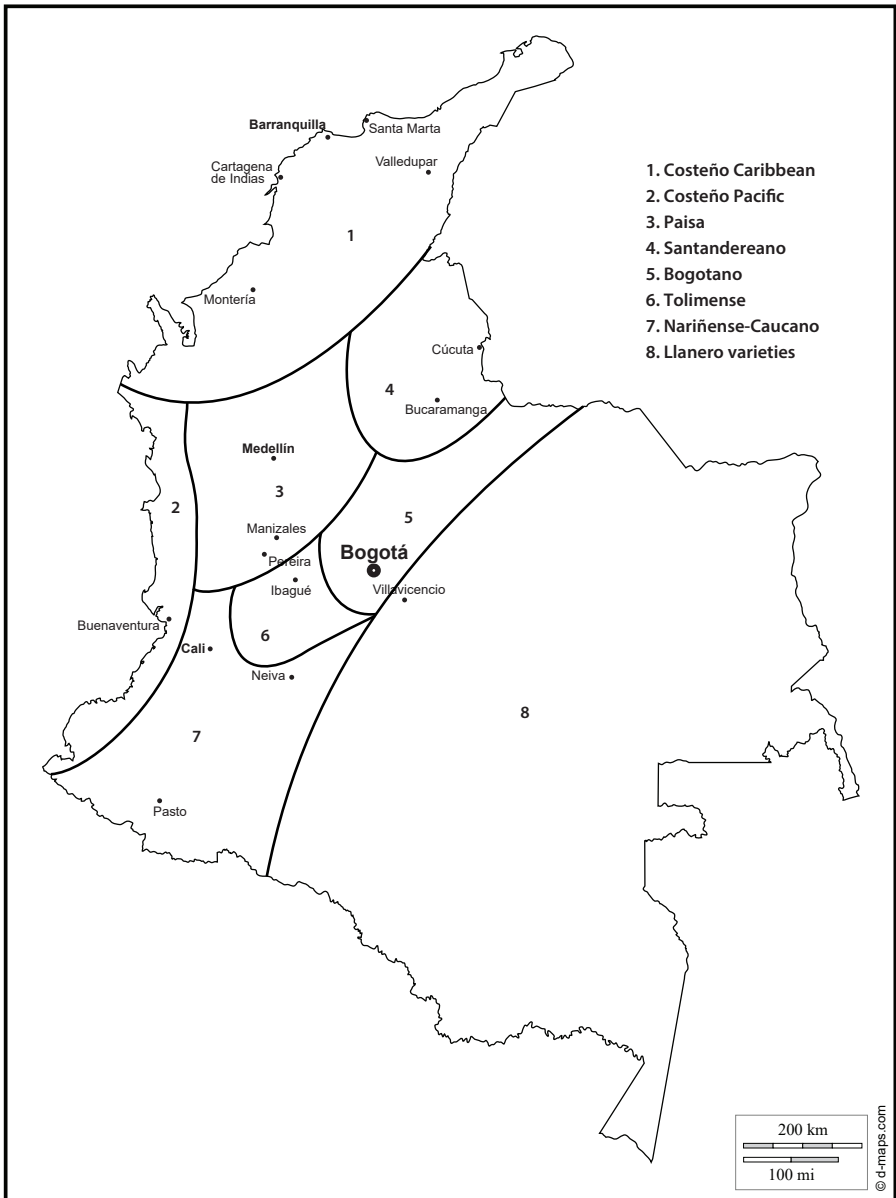 Barranquilla
Santa Marta
Cartagena
de Indias
Valledupar
1
Montería
1. Costeño Caribbean
2. Costeño Pacific
3. Paisa
4. Santandereano
5. Bogotano
6. Tolimense
7. Nariñense-Caucano
8. Llanero varieties
Cúcuta
4
Bucaramanga
Medellín
3
2
5
Manizales
Pereira
Bogotá
Ibagué
Villavicencio
Buenaventura
6
Cali
Neiva
7
8
Pasto
200 km
100 mi
© d-maps.com